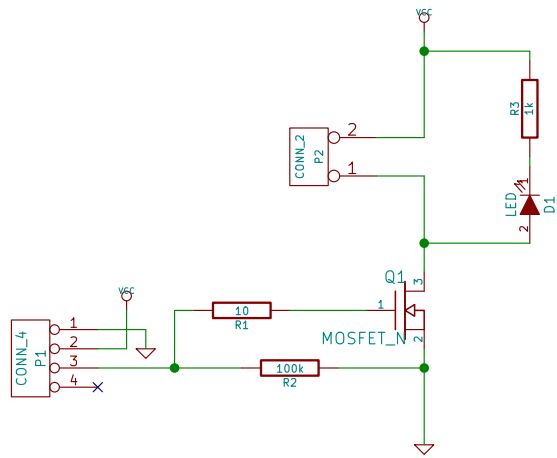 VCC
R3
1k
2
CONN_2
P2
1
1
LED
D1
2
Q1
3
VCC
1
10
R1
MOSFET_N
2
CONN_4
P1
1
2
3
4
100k
R2